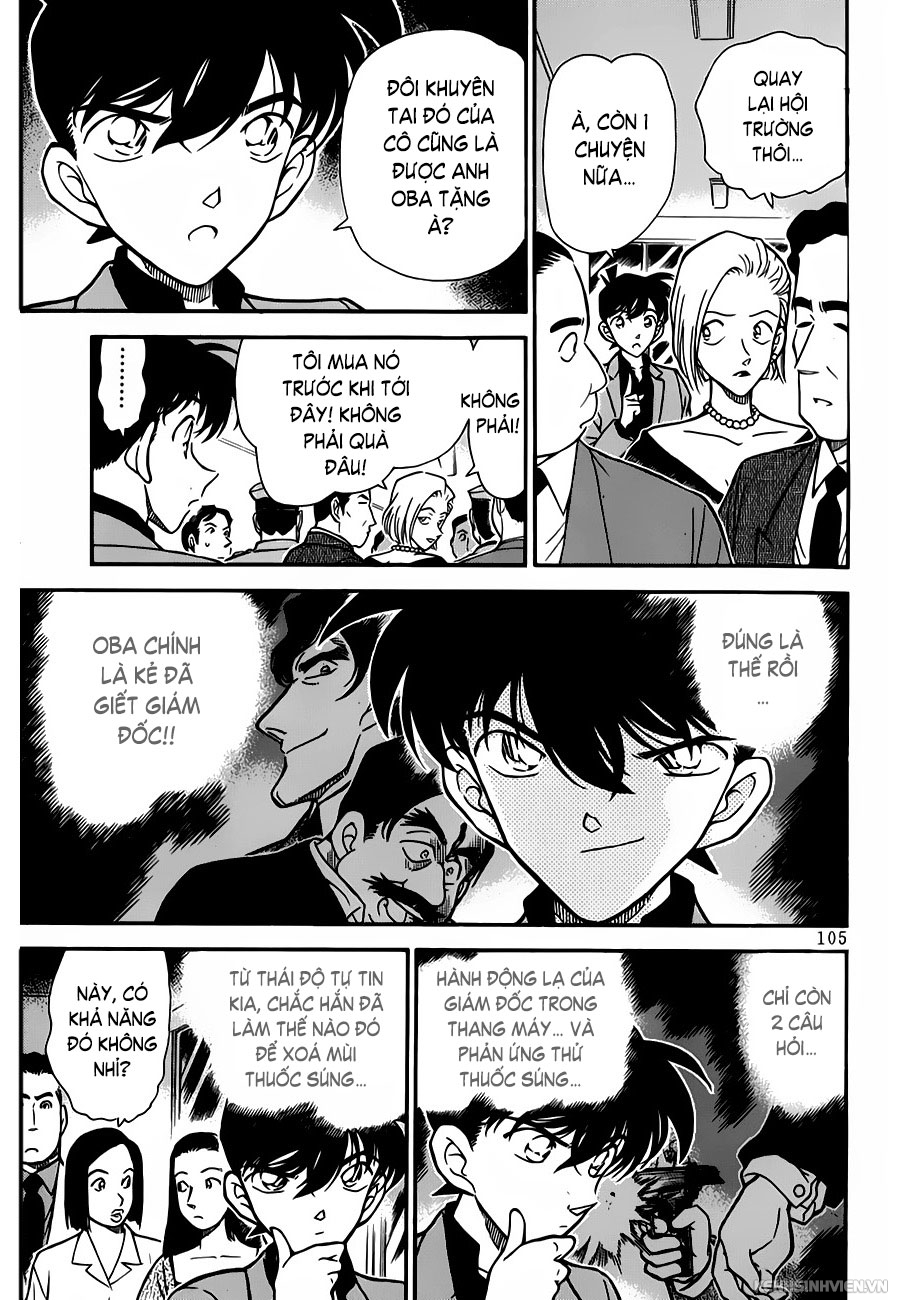 QUAY
LẠI HỘI
TRƯỜNG
THÔI...
À, CÒN 1
CHUYỆN
NỮA...
ĐÔI KHUYÊN
TAI ĐÓ CỦA
CÔ CŨNG LÀ
ĐƯỢC ANH
OBA TẶNG
À?
KHÔNG
PHẢI!
TÔI MUA NÓ
TRƯỚC KHI TỚI
ĐÂY! KHÔNG
PHẢI QUÀ
ĐÂU!
.........
ĐÚNG LÀ
THẾ RỒI
...
OBA CHÍNH
LÀ KẺ ĐÃ
GIẾT GIÁM
ĐỐC!!
105
CHỈ CÒN
2 CÂU
HỎI...
HÀNH ĐỘNG LẠ CỦA
GIÁM ĐỐC TRONG
THANG MÁY... VÀ
PHẢN ỨNG THỬ
THUỐC SÚNG...
TỪ THÁI ĐỘ TỰ TIN
KIA, CHẮC HẲN ĐÃ
LÀM THẾ NÀO ĐÓ
ĐỂ XOÁ MÙI
THUỐC SÚNG...
NÀY, CÓ
KHẢ NĂNG
ĐÓ KHÔNG
NHỈ?